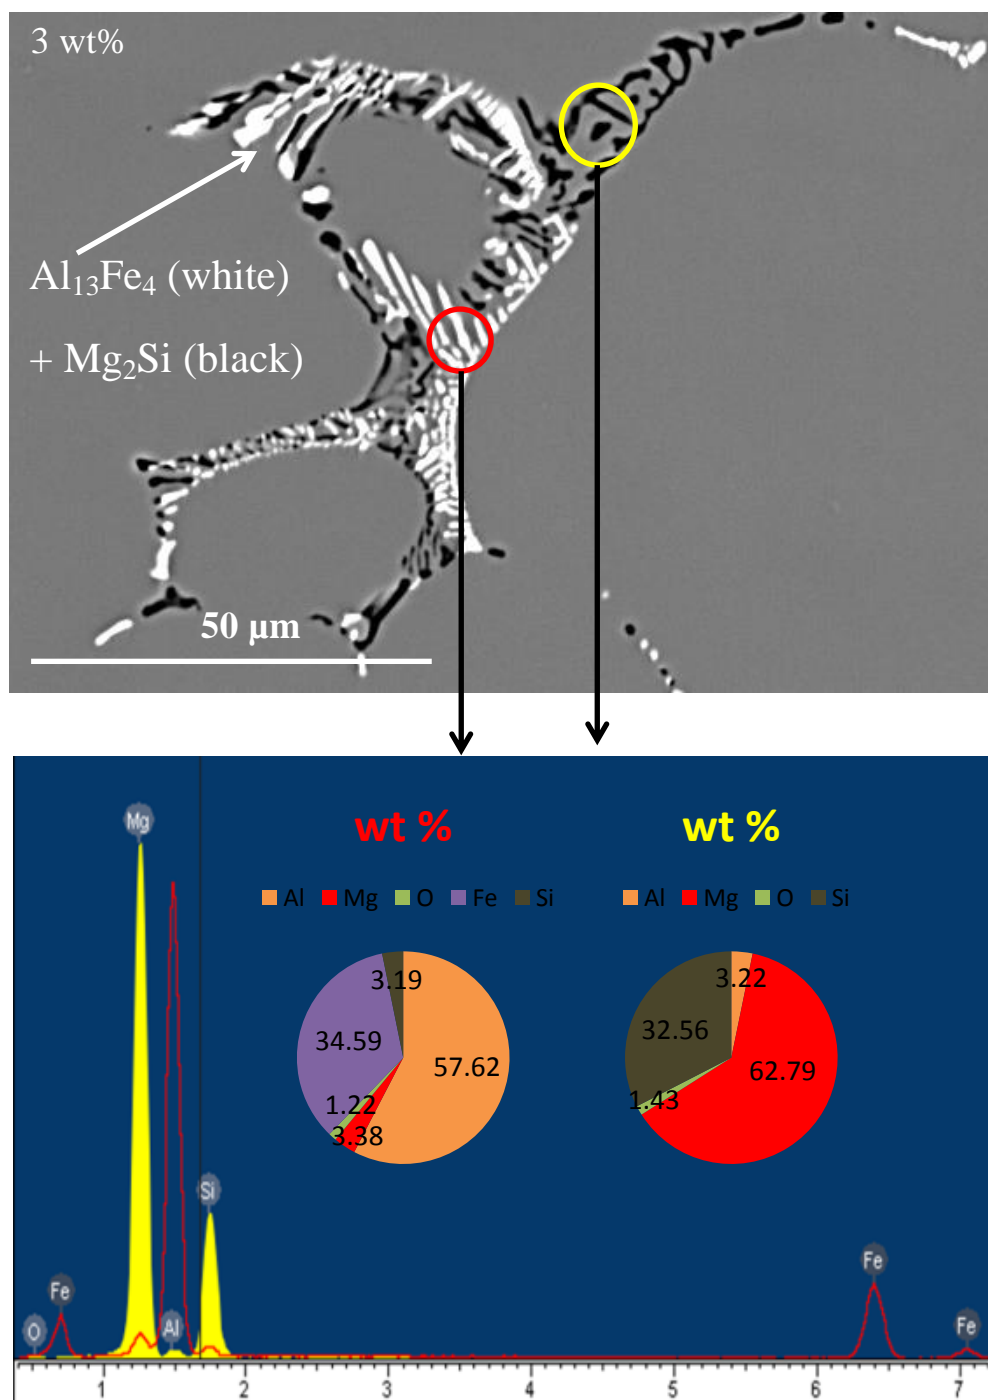 3 wt%
Al₁₃Fe₄ (white)
+ Mg₂Si (black)
50 µm
wt % wt %
Al Mg O Fe Si Al Mg O Si
3.19 3.22
34.59 32.56
57.62 62.79
1.22 1.43
3.38
Mg
Si
Fe Fe
O Al Fe
1 2 3 4 5 6 7